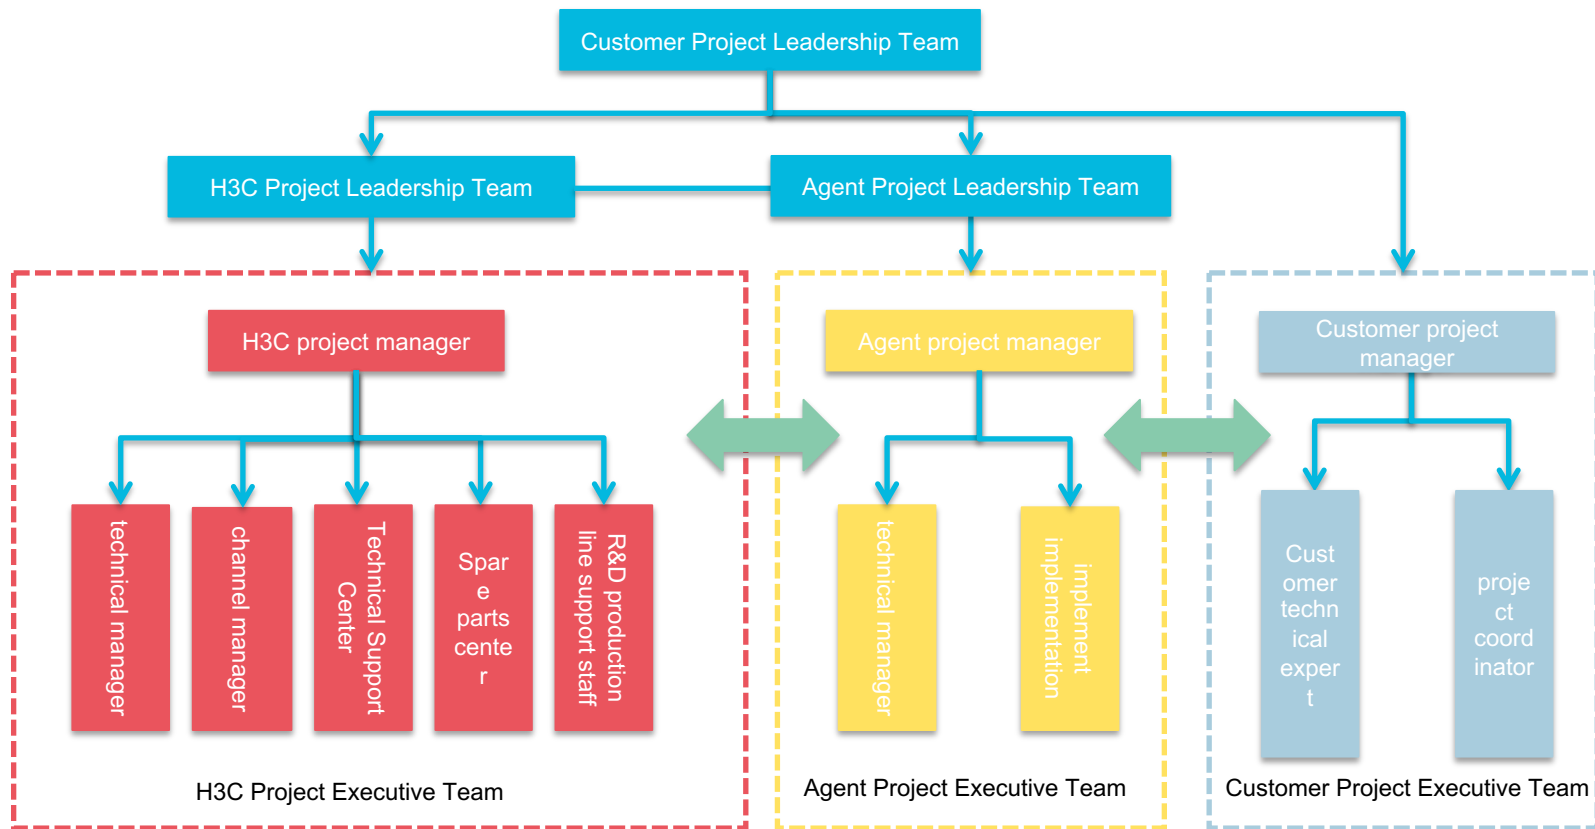 Customer Project Leadership Team
H3C Project Leadership Team
Agent Project Leadership Team
H3C project manager
Agent project manager
Customer project
manager
technical manager
channel manager
Technical Support
Center
Spar
e
parts
cente
r
R&D production
line support staff
technical manager
implement
implementation
Cust
omer
techn
ical
exper
t
proje
ct
coord
inator
H3C Project Executive Team
Agent Project Executive Team
Customer Project Executive Team